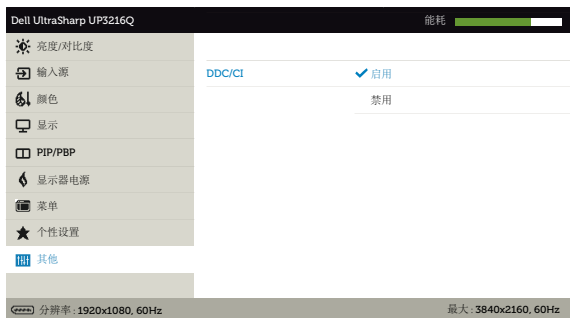 Dell UltraSharp UP3216Q 能耗
亮度/对比度
输入源 DDC/CI 启用
颜色 禁用
显示
PIP/PBP
显示器电源
菜单
个性设置
其他
分辨率: 1920x1080, 60Hz 最大: 3840x2160, 60Hz